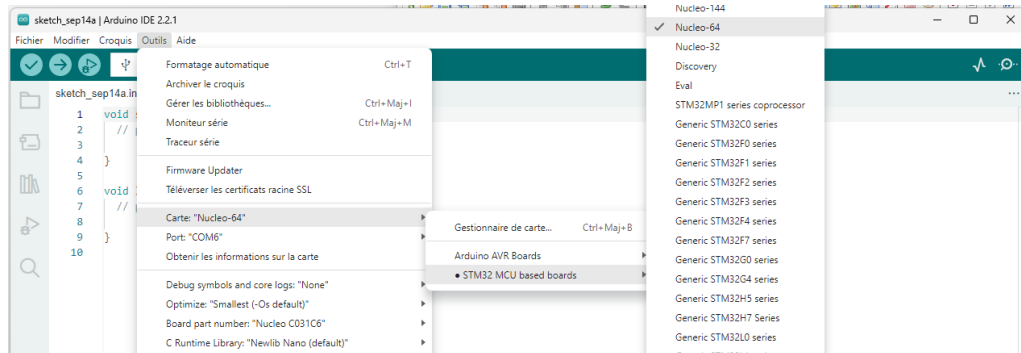 sketch_sep14a | Arduino IDE 2.2.1
Fichier Modifier Croquis Outils Aide
sketch_sep14a.in
1 void s
2 //
3
4 }
5
6 void
7 //
8
9 }
10
Formatage automatique Ctrl+T
Archiver le croquis
Gérer les bibliothèques... Ctrl+Maj+I
Moniteur série Ctrl+Maj+M
Traceur série
Firmware Updater
Téléverser les certificats racine SSL
Carte: "Nucleo-64"
Port: "COM6"
Obtenir les informations sur la carte
Debug symbols and core logs: "None"
Optimize: "Smallest (-Os default)"
Board part number: "Nucleo C031C6"
C Runtime Library: "Newlib Nano (default)"
Gestionnaire de carte... Ctrl+Maj+B
Arduino AVR Boards
● STM32 MCU based boards
Nucleo-144
✓ Nucleo-64
Nucleo-32
Discovery
Eval
STM32MP1 series coprocessor
Generic STM32C0 series
Generic STM32F0 series
Generic STM32F1 series
Generic STM32F2 series
Generic STM32F3 series
Generic STM32F4 series
Generic STM32F7 series
Generic STM32G0 series
Generic STM32G4 series
Generic STM32H5 series
Generic STM32H7 Series
Generic STM32L0 series